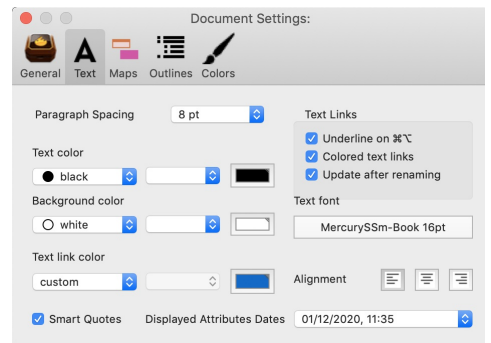 Document Settings:
General Text Maps Outlines Colors
Paragraph Spacing 8 pt Text Links
Underline on ⌘⌥
Colored text links
Update after renaming
Text color
black
Background color Text font
white MercurySSm-Book 16pt
Text link color
custom Alignment
Smart Quotes Displayed Attributes Dates 01/12/2020, 11:35